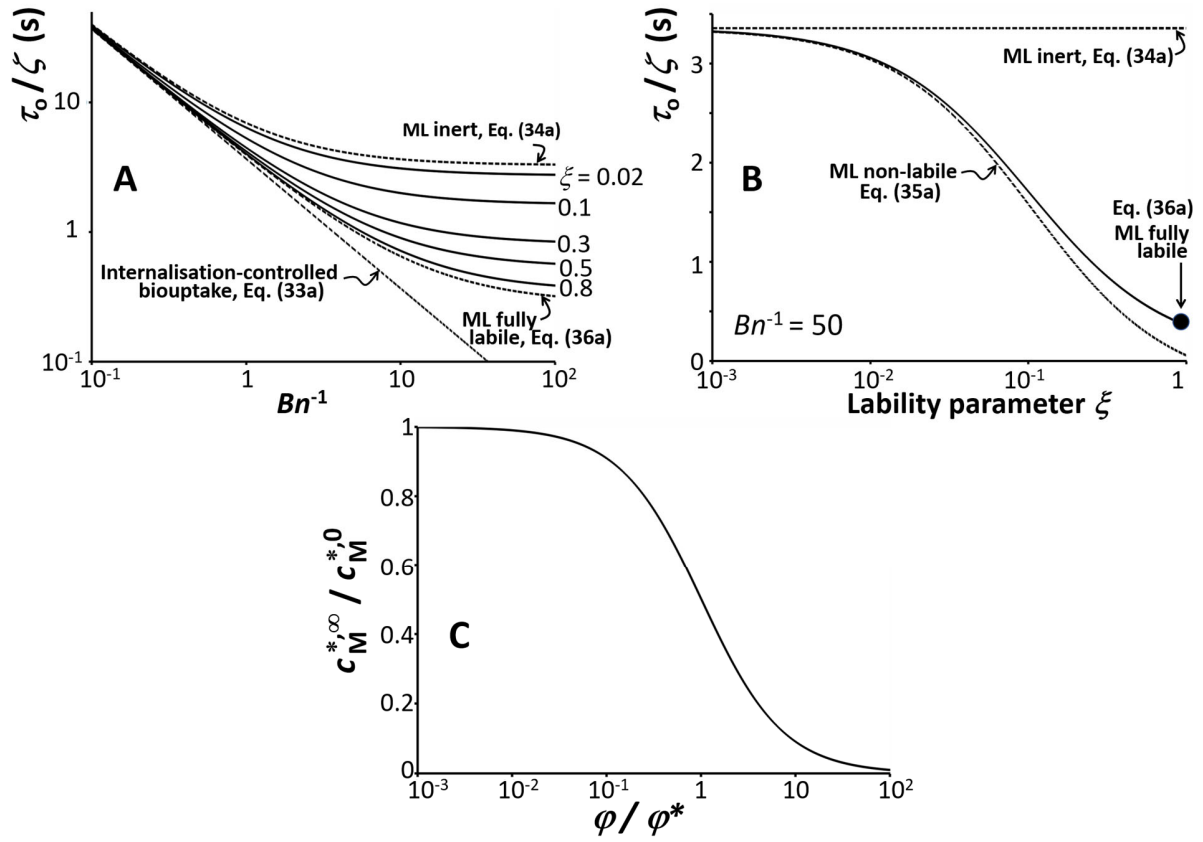 τo / ζ (s)
10
1
10-1
A
ML inert, Eq. (34a)
ξ = 0.02
0.1
0.3
0.5
0.8
Internalisation-controlled
biouptake, Eq. (33a)
ML fully
labile, Eq. (36a)
10-1
1
10
10²
Bn-1
τo / ζ (s)
3
2
1
0
B
ML inert, Eq. (34a)
ML non-labile
Eq. (35a)
Eq. (36a)
ML fully
labile
Bn-1 = 50
10-3
10-2
10-1
1
Lability parameter ξ
c*,∞M / c*,0M
1
0.8
0.6
0.4
0.2
0
C
10-3
10-2
10-1
1
10
10²
φ / φ*